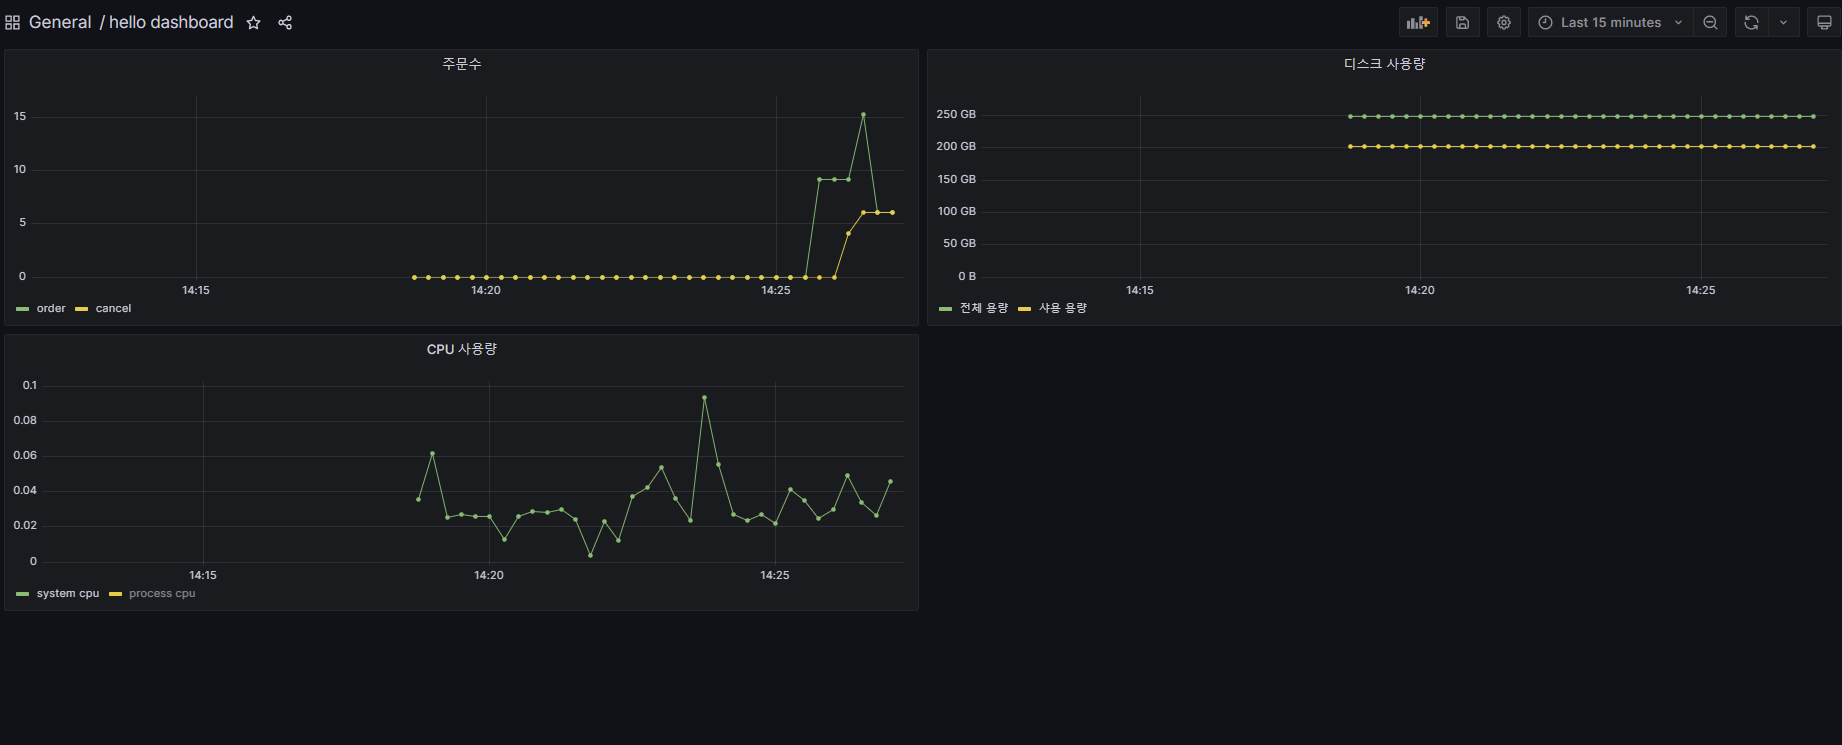 General / hello dashboard
Last 15 minutes
주문수
15
10
5
0
14:15 14:20 14:25
order cancel
디스크 사용량
250 GB
200 GB
150 GB
100 GB
50 GB
0 B
14:15 14:20 14:25
전체 용량 샤용 용량
CPU 사용량
0.1
0.08
0.06
0.04
0.02
0
14:15 14:20 14:25
system cpu process cpu